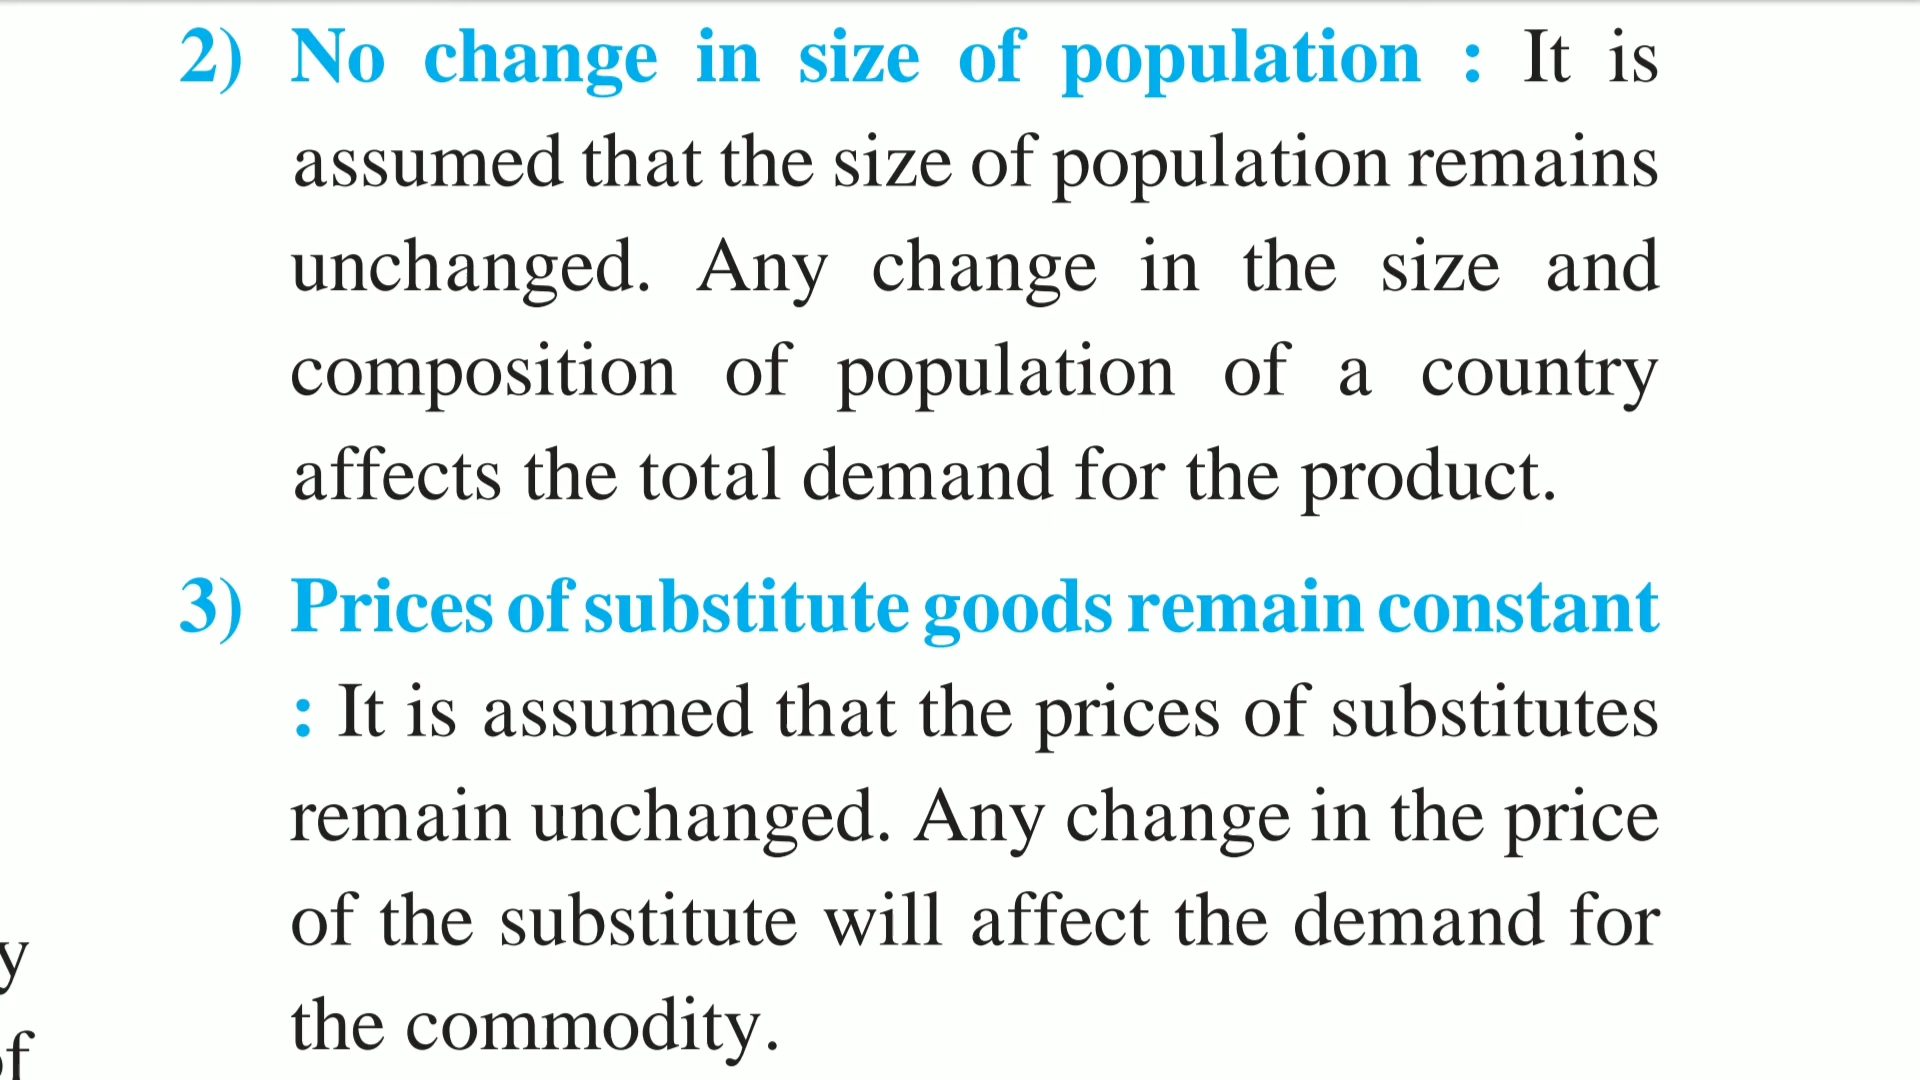 2) No change in size of population : It is
assumed that the size of population remains
unchanged. Any change in the size and
composition of population of a country
affects the total demand for the product.
3) Prices of substitute goods remain constant
: It is assumed that the prices of substitutes
remain unchanged. Any change in the price
of the substitute will affect the demand for
the commodity.
y
of